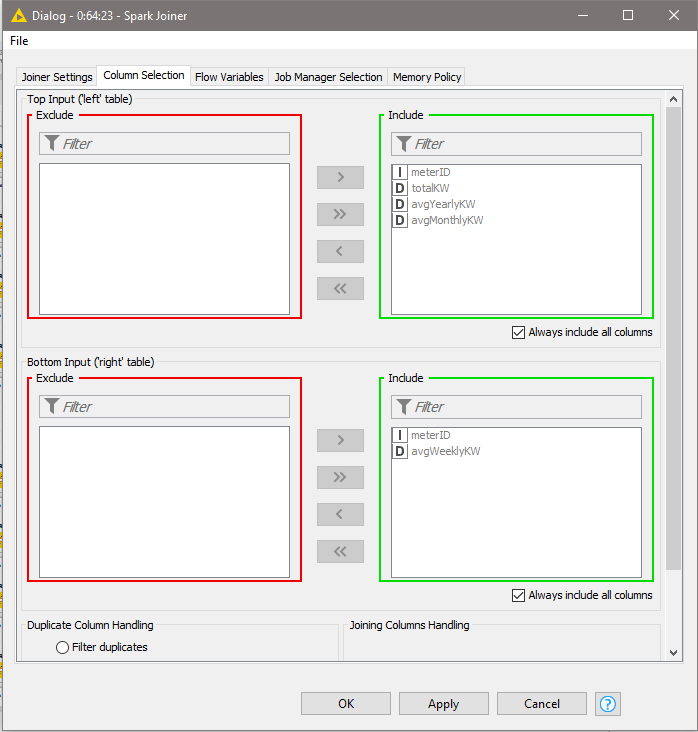 Dialog - 0:64:23 - Spark Joiner
File
Joiner Settings Column Selection Flow Variables Job Manager Selection Memory Policy
Top Input ('left' table)
Exclude Include
Filter Filter
I meterID
> D totalKW
D avgYearlyKW
>> D avgMonthlyKW
<
<<
Always include all columns
Bottom Input ('right' table)
Exclude Include
Filter Filter
I meterID
> D avgWeeklyKW
>>
<
<<
Always include all columns
Duplicate Column Handling Joining Columns Handling
Filter duplicates
OK Apply Cancel ?